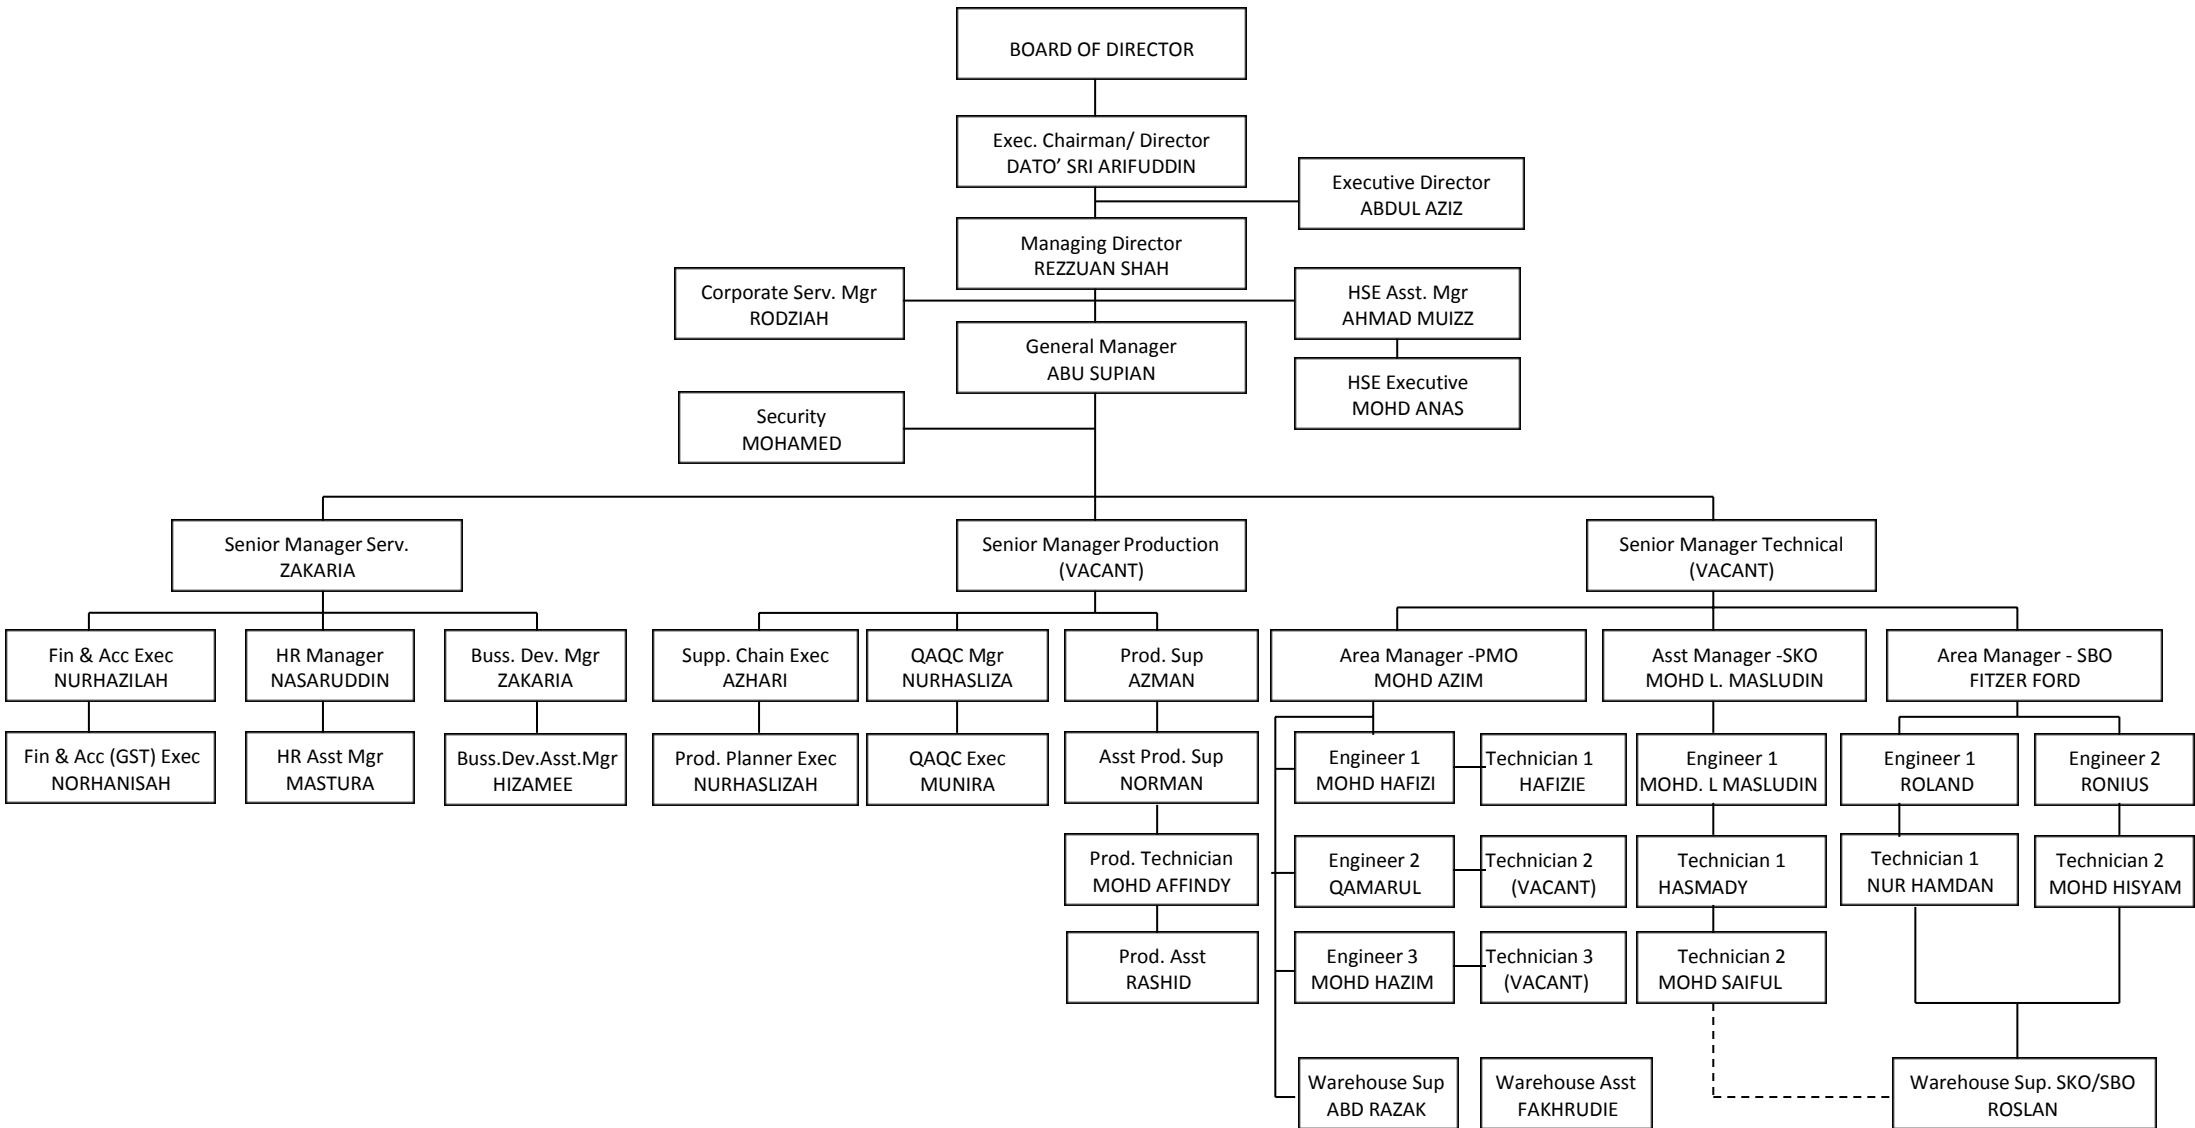 BOARD OF DIRECTOR
Exec. Chairman/ Director
DATO’ SRI ARIFUDDIN
Executive Director
ABDUL AZIZ
Managing Director
REZZUAN SHAH
Corporate Serv. Mgr
RODZIAH
HSE Asst. Mgr
AHMAD MUIZZ
General Manager
ABU SUPIAN
HSE Executive
MOHD ANAS
Security
MOHAMED
Senior Manager Serv.
ZAKARIA
Senior Manager Production
(VACANT)
Senior Manager Technical
(VACANT)
Fin & Acc Exec
NURHAZILAH
HR Manager
NASARUDDIN
Buss. Dev. Mgr
ZAKARIA
Supp. Chain Exec
AZHARI
QAQC Mgr
NURHASLIZA
Prod. Sup
AZMAN
Area Manager -PMO
MOHD AZIM
Asst Manager -SKO
MOHD L. MASLUDIN
Area Manager - SBO
FITZER FORD
Fin & Acc (GST) Exec
NORHANISAH
HR Asst Mgr
MASTURA
Buss.Dev.Asst.Mgr
HIZAMEE
Prod. Planner Exec
NURHASLIZAH
QAQC Exec
MUNIRA
Asst Prod. Sup
NORMAN
Engineer 1
MOHD HAFIZI
Technician 1
HAFIZIE
Engineer 1
MOHD. L MASLUDIN
Engineer 1
ROLAND
Engineer 2
RONIUS
Prod. Technician
MOHD AFFINDY
Engineer 2
QAMARUL
Technician 2
(VACANT)
Technician 1
HASMADY
Technician 1
NUR HAMDAN
Technician 2
MOHD HISYAM
Prod. Asst
RASHID
Engineer 3
MOHD HAZIM
Technician 3
(VACANT)
Technician 2
MOHD SAIFUL
Warehouse Sup
ABD RAZAK
Warehouse Asst
FAKHRUDIE
Warehouse Sup. SKO/SBO
ROSLAN